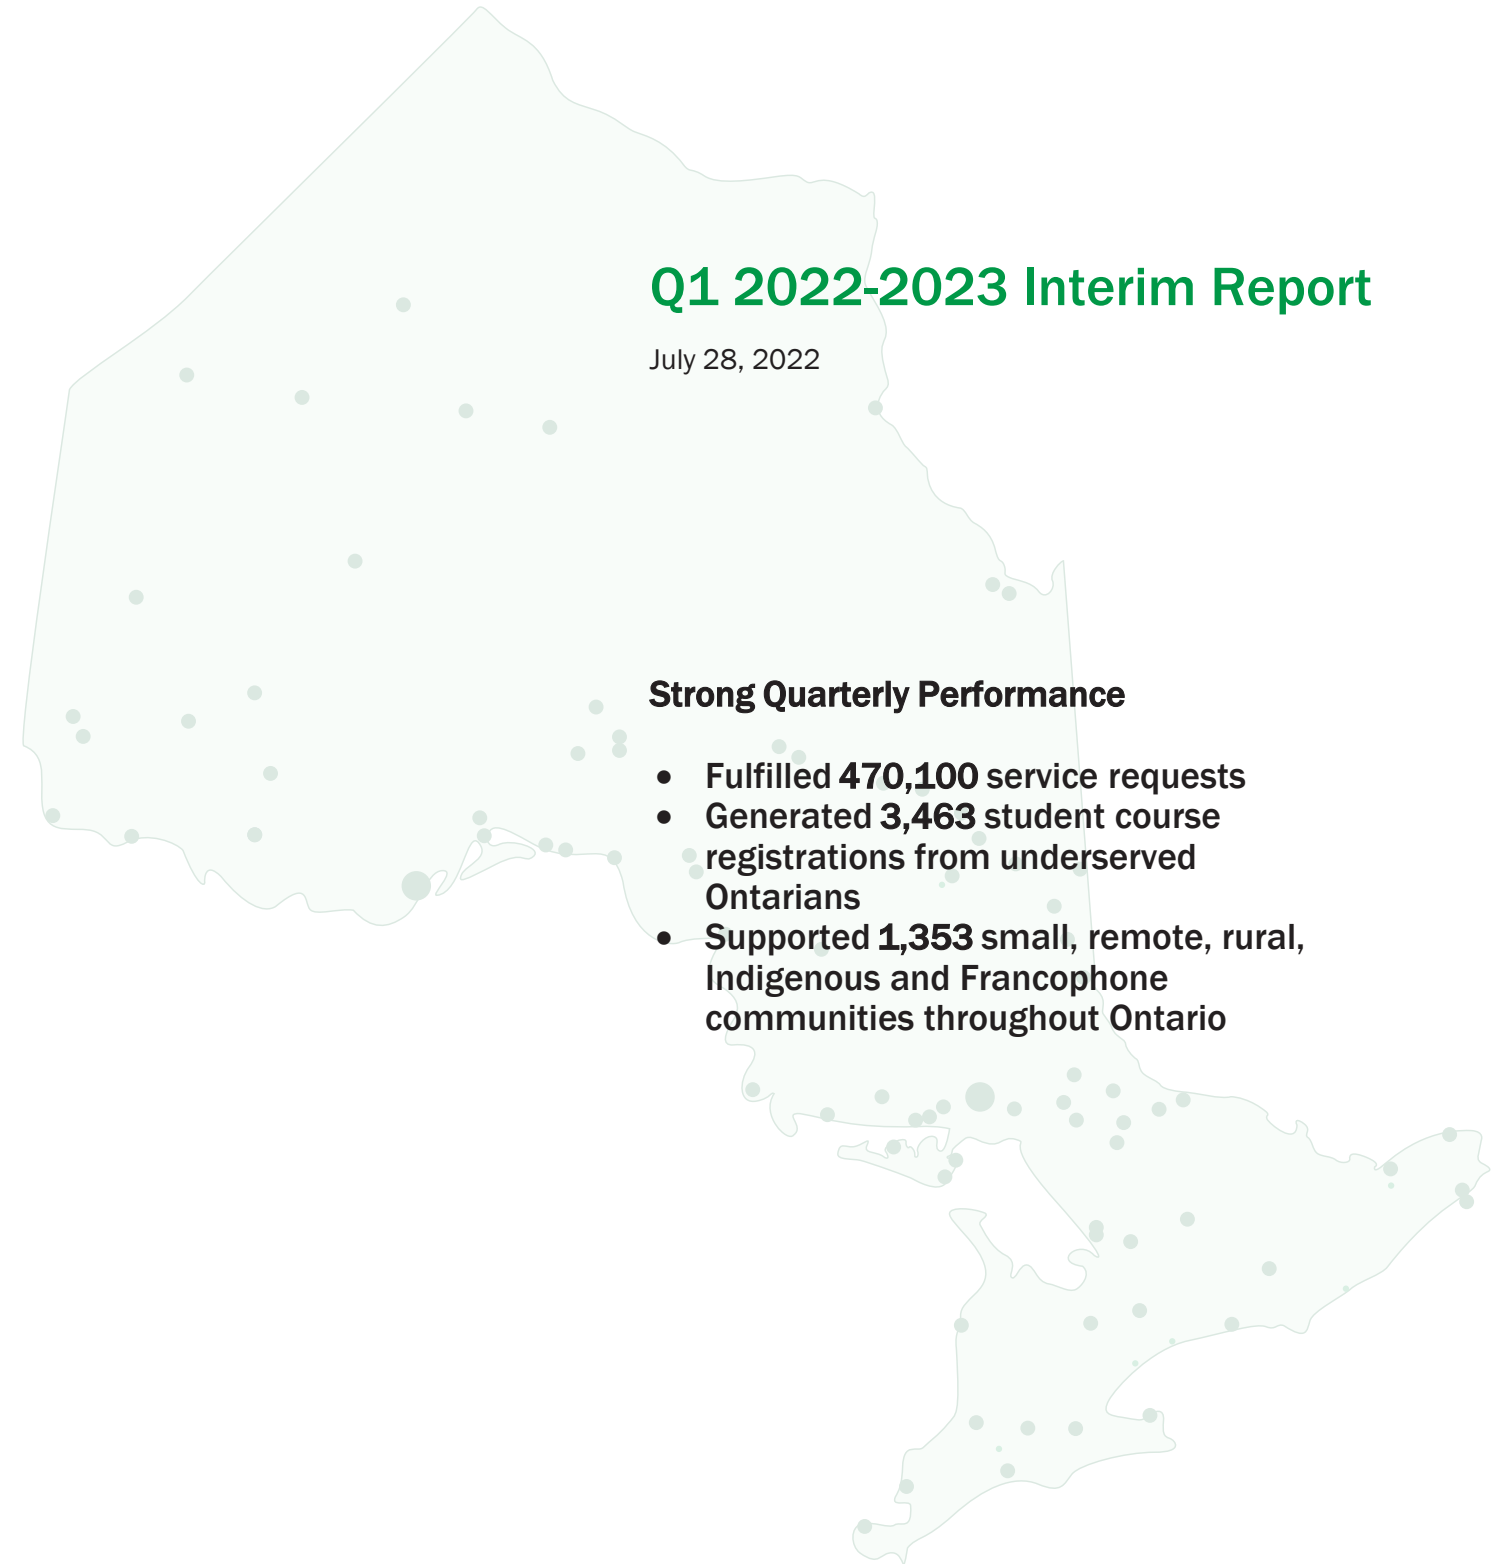 Q1 2022-2023 Interim Report
July 28, 2022
Strong Quarterly Performance
● Fulfilled 470,100 service requests
● Generated 3,463 student course
registrations from underserved
Ontarians
● Supported 1,353 small, remote, rural,
Indigenous and Francophone
communities throughout Ontario